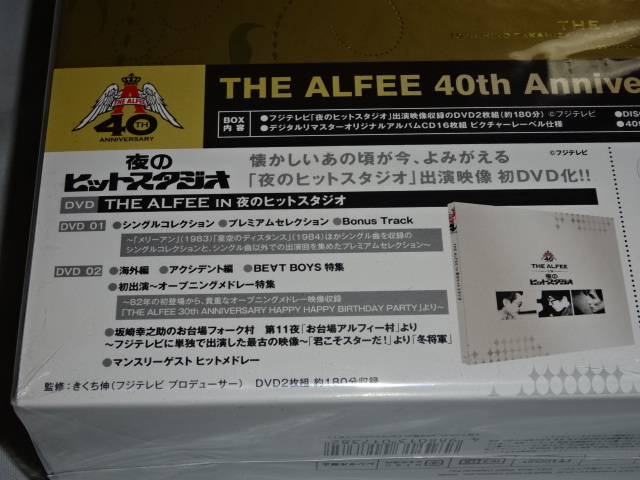 THE ALFEE
40TH
ANNIVERSARY
THE ALFEE 40th Annive
BOX
内容
●フジテレビ「夜のヒットスタジオ」出演映像収録のDVD2枚組(約180分) ©フジテレビ
●DIS
●デジタルリマスターオリジナルアルバムCD16枚組 ピクチャーレーベル仕様
●40t
夜の
ヒットスタジオ
懐かしいあの頃が今、よみがえる
©フジテレビ
「夜のヒットスタジオ」出演映像 初DVD化!!
DVD THE ALFEE IN 夜のヒットスタジオ
DVD 01 ●シングルコレクション ●プレミアムセレクション ●Bonus Track
〜「メリーアン」(1983)「星空のディスタンス」(1984)ほかシングル曲を収録の
シングルコレクションと、シングル曲以外での出演回を集めたプレミアムセレクション〜
DVD 02 ●海外編 ●アクシデント編 ●BEAT BOYS 特集
●初出演〜オープニングメドレー特集
〜82年の初登場から、貴重なオープニングメドレー映像収録
「THE ALFEE 30th ANNIVERSARY HAPPY HAPPY BIRTHDAY PARTY」より〜
●坂崎幸之助のお台場フォーク村 第11夜「お台場アルフィー村」より
〜フジテレビに単独で出演した最古の映像〜「君こそスターだ!」より「冬将軍」
●マンスリーゲスト ヒットメドレー
監修:きくち伸(フジテレビ プロデューサー) DVD2枚組 約180分収録
THE ALFEE
夜の
ヒットスタジオ